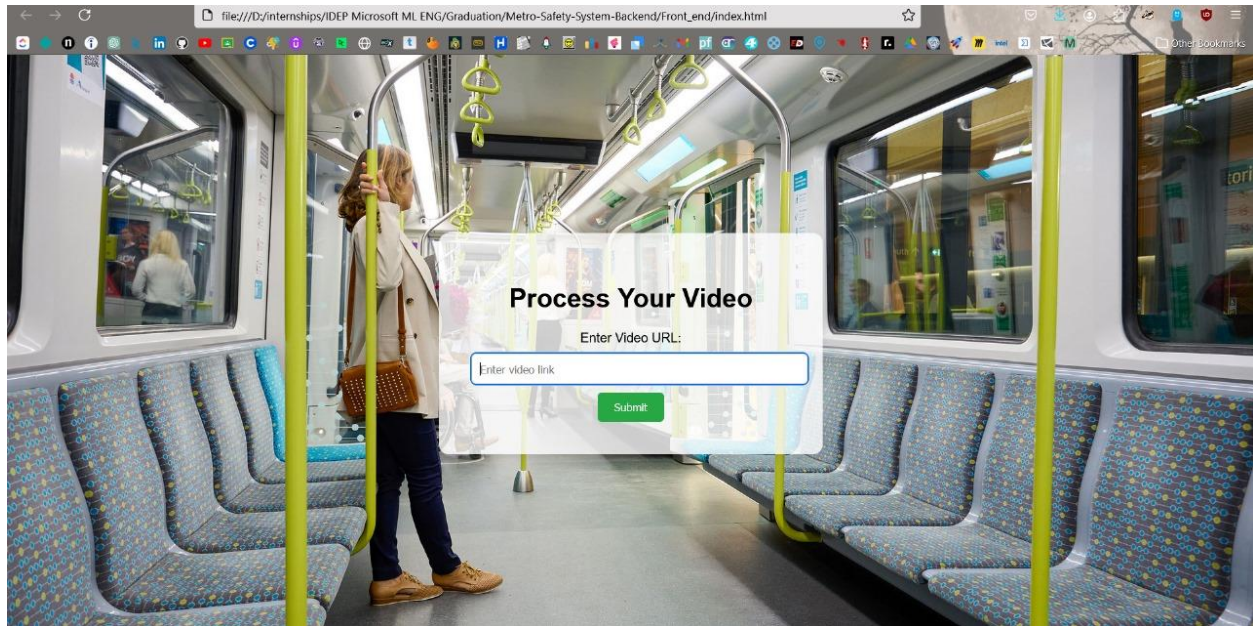 file:///D:/internships/IDEP Microsoft ML ENG/Graduation/Metro-Safety-System-Backend/Front_end/index.html
Other Bookmarks
Process Your Video
Enter Video URL:
Enter video link
Submit